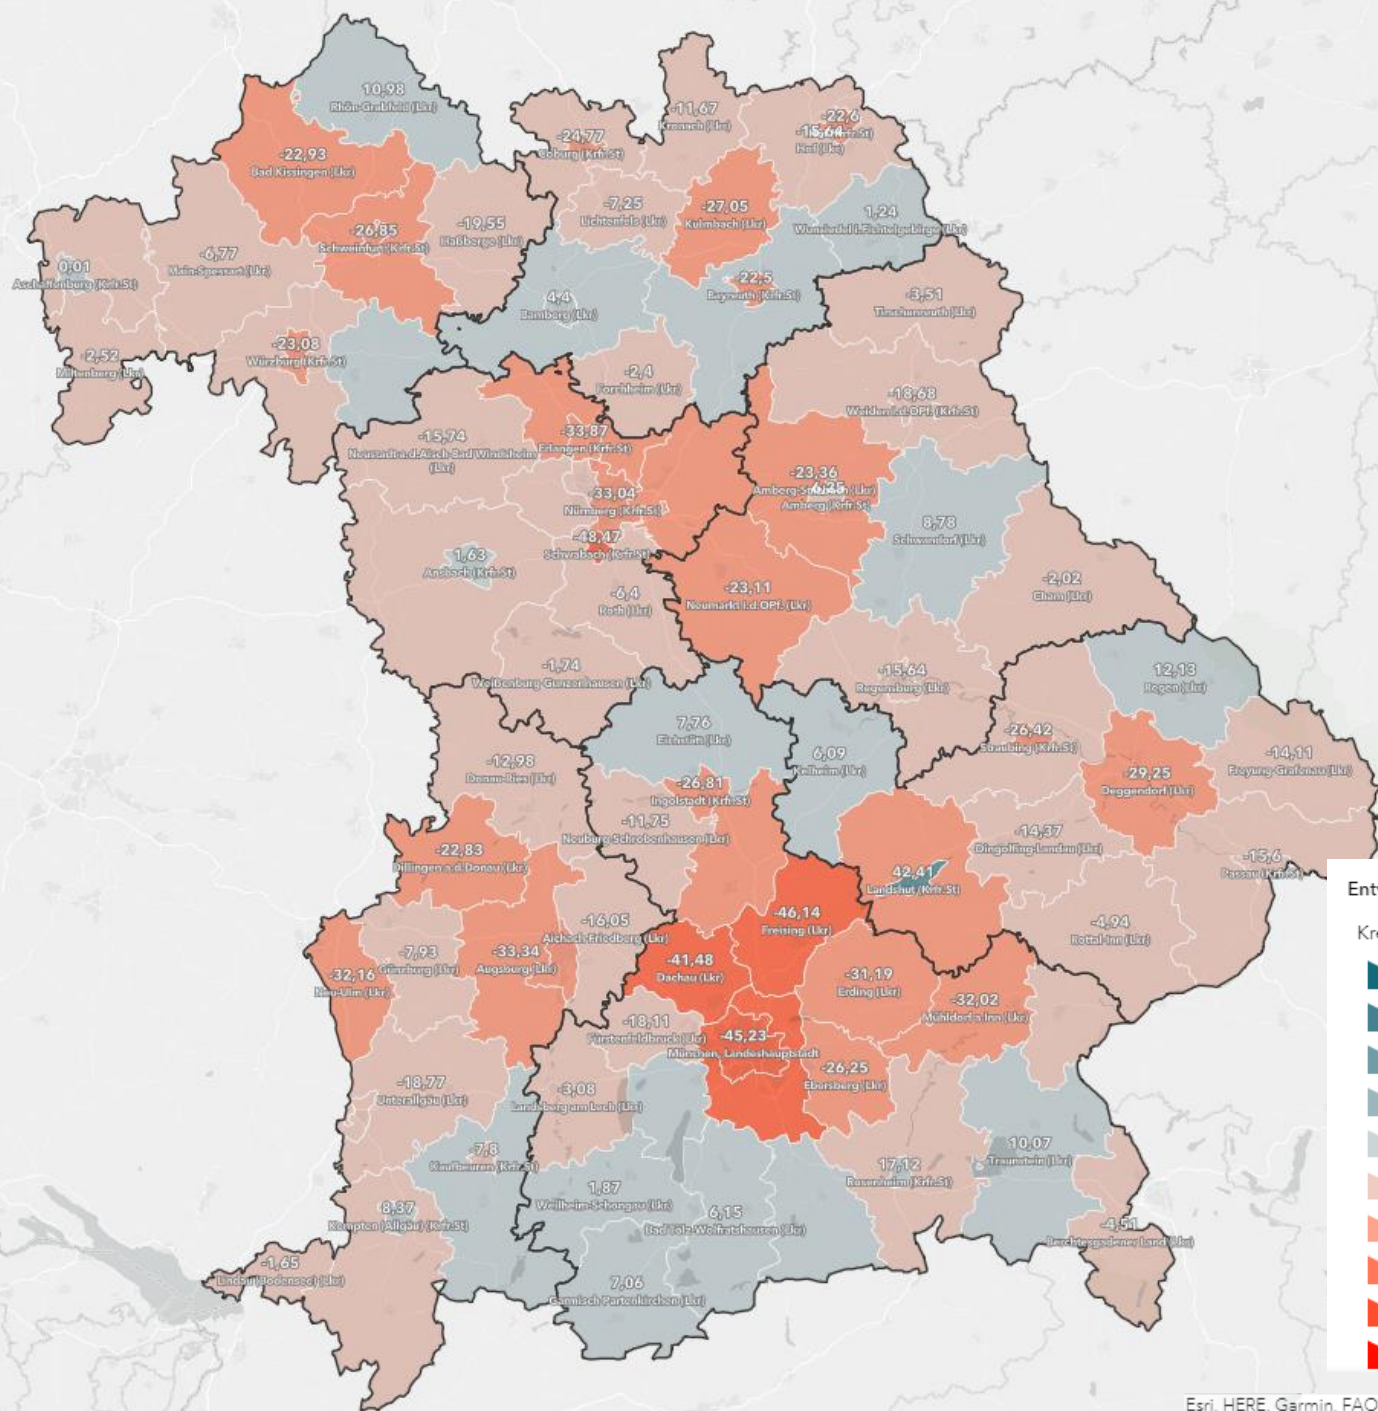 10,98
Rhön-Grabfeld (Lkr)
-11,67
Kronach (Lkr)
-22,6
-15,64
Hof (Lkr)
-24,77
Coburg (Krfr.St)
-22,93
Bad Kissingen (Lkr)
-7,25
Lichtenfels (Lkr)
-27,05
Kulmbach (Lkr)
1,24
Wunsiedel i.Fichtelgebirge (Lkr)
-19,55
Haßberge (Lkr)
-26,85
Schweinfurt (Krfr.St)
-6,77
Main-Spessart (Lkr)
0,01
Aschaffenburg (Krfr.St)
-22,5
Bayreuth (Krfr.St)
4,4
Bamberg (Lkr)
-3,51
Tirschenreuth (Lkr)
-23,08
Würzburg (Krfr.St)
-2,52
Miltenberg (Lkr)
-2,4
Forchheim (Lkr)
-18,68
Weiden i.d.OPf. (Krfr.St)
-15,74
Neustadt a.d.Aisch-Bad Windsheim
(Lkr)
-33,87
Erlangen (Krfr.St)
-23,36
Amberg-Sulzbach (Lkr)
6,25
Amberg (Krfr.St)
-33,04
Nürnberg (Krfr.St)
8,78
Schwandorf (Lkr)
-48,47
Schwabach (Krfr.St)
1,63
Ansbach (Krfr.St)
-2,02
Cham (Lkr)
-6,4
Roth (Lkr)
-23,11
Neumarkt i.d.OPf. (Lkr)
-1,74
Weißenburg-Gunzenhausen (Lkr)
-15,64
Regensburg (Lkr)
12,13
Regen (Lkr)
7,76
Eichstätt (Lkr)
-26,42
Straubing (Krfr.St)
6,09
Kelheim (Lkr)
-14,11
Freyung-Grafenau (Lkr)
-12,98
Donau-Ries (Lkr)
-29,25
Deggendorf (Lkr)
-26,81
Ingolstadt (Krfr.St)
-11,75
Neuburg-Schrobenhausen (Lkr)
-14,37
Dingolfing-Landau (Lkr)
-22,83
Dillingen a.d.Donau (Lkr)
-15,6
Passau (Krfr.St)
42,41
Landshut (Krfr.St)
Ent
Kr
-46,14
Freising (Lkr)
-16,05
Aichach-Friedberg (Lkr)
-4,94
Rottal-Inn (Lkr)
-7,93
Günzburg (Lkr)
-33,34
Augsburg (Lkr)
-41,48
Dachau (Lkr)
-32,16
Neu-Ulm (Lkr)
-31,19
Erding (Lkr)
-32,02
Mühldorf a.Inn (Lkr)
-18,11
Fürstenfeldbruck (Lkr)
-45,23
München, Landeshauptstadt
-26,25
Ebersberg (Lkr)
-18,77
Unterallgäu (Lkr)
-3,08
Landsberg am Lech (Lkr)
-7,8
Kaufbeuren (Krfr.St)
10,07
Traunstein (Lkr)
17,12
Rosenheim (Krfr.St)
1,87
Weilheim-Schongau (Lkr)
8,37
Kempten (Allgäu) (Krfr.St)
6,15
Bad Tölz-Wolfratshausen (Lkr)
-4,51
Berchtesgadener Land (Lkr)
-1,65
Lindau (Bodensee) (Lkr)
7,06
Garmisch-Partenkirchen (Lkr)
Esri, HERE, Garmin, FAO